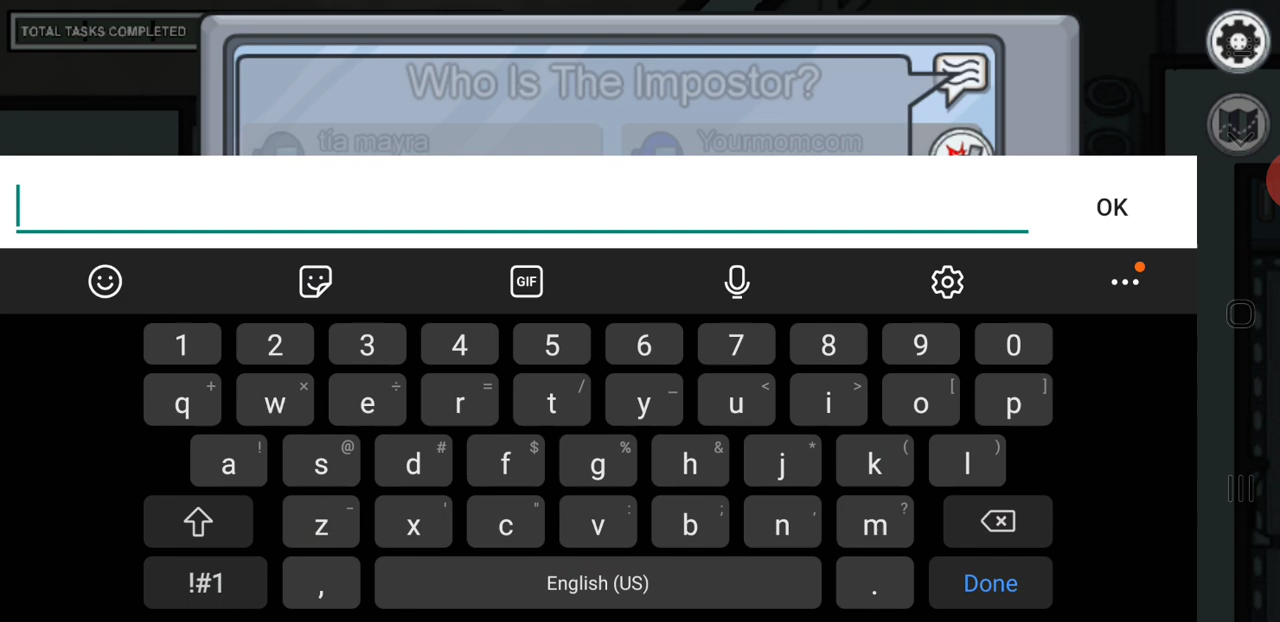 TOTAL TASKS COMPLETED
Who Is The Impostor?
tía mayra Yourmomcom
OK
GIF
1 2 3 4 5 6 7 8 9 0
+ × ÷ = / _ < > [ ]
q w e r t y u i o p
! @ # $ % & * ( )
a s d f g h j k l
- ' " : ; , ?
z x c v b n m
!#1 , English (US) . Done